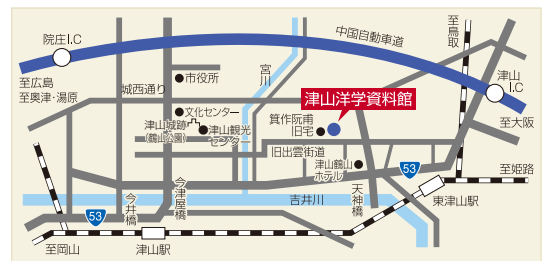 中国自動車道
院庄I.C
至鳥取
至広島
至奥津・湯原
市役所
宮川
津山
I.C
城西通り
津山洋学資料館
文化センター
箕作阮甫
旧宅
至大阪
津山城跡
(鶴山公園)
津山観光
センター
旧出雲街道
津山鶴山
ホテル
53
至姫路
今井橋
今津屋橋
吉井川
天神橋
東津山駅
53
至岡山
津山駅